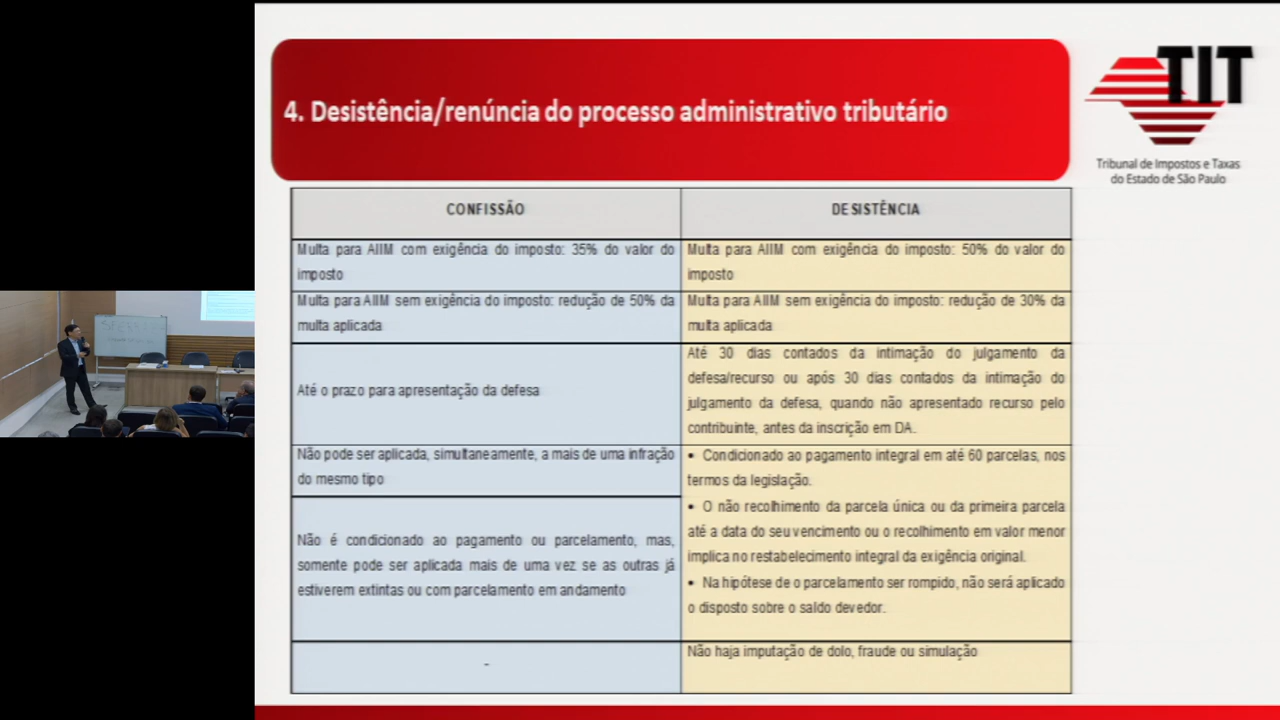 4. Desistência/renúncia do processo administrativo tributário
TIT
Tribunal de Impostos e Taxas
do Estado de São Paulo
CONFISSÃO
DESISTÊNCIA
Multa para AIIM com exigência do imposto: 35% do valor do
imposto
Multa para AIIM com exigência do imposto: 50% do valor do
imposto
Multa para AIIM sem exigência do imposto: redução de 50% da
multa aplicada
Multa para AIIM sem exigência do imposto: redução de 30% da
multa aplicada
Até o prazo para apresentação da defesa
Até 30 dias contados da intimação do julgamento da
defesa/recurso ou após 30 dias contados da intimação do
julgamento da defesa, quando não apresentado recurso pelo
contribuinte, antes da inscrição em DA.
Não pode ser aplicada, simultaneamente, a mais de uma infração
do mesmo tipo
Não é condicionado ao pagamento ou parcelamento, mas,
somente pode ser aplicada mais de uma vez se as outras já
estiverem extintas ou com parcelamento em andamento
• Condicionado ao pagamento integral em até 60 parcelas, nos
termos da legislação.
• O não recolhimento da parcela única ou da primeira parcela
até a data do seu vencimento ou o recolhimento em valor menor
implica no restabelecimento integral da exigência original.
• Na hipótese de o parcelamento ser rompido, não será aplicado
o disposto sobre o saldo devedor.
-
Não haja imputação de dolo, fraude ou simulação